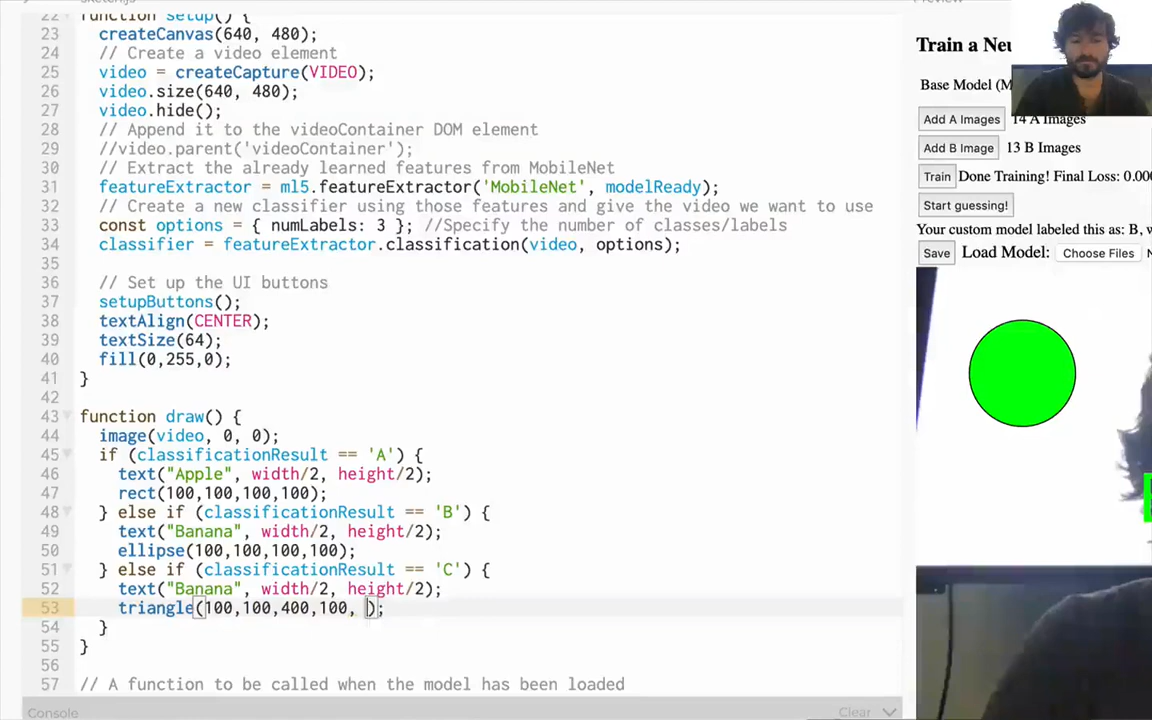 22 function setup() {
23 createCanvas(640, 480);
24 // Create a video element
25 video = createCapture(VIDEO);
26 video.size(640, 480);
27 video.hide();
28 // Append it to the videoContainer DOM element
29 //video.parent('videoContainer');
30 // Extract the already learned features from MobileNet
31 featureExtractor = ml5.featureExtractor('MobileNet', modelReady);
32 // Create a new classifier using those features and give the video we want to use
33 const options = { numLabels: 3 }; //Specify the number of classes/labels
34 classifier = featureExtractor.classification(video, options);
35
36 // Set up the UI buttons
37 setupButtons();
38 textAlign(CENTER);
39 textSize(64);
40 fill(0,255,0);
41 }
42
43 function draw() {
44 image(video, 0, 0);
45 if (classificationResult == 'A') {
46 text("Apple", width/2, height/2);
47 rect(100,100,100,100);
48 } else if (classificationResult == 'B') {
49 text("Banana", width/2, height/2);
50 ellipse(100,100,100,100);
51 } else if (classificationResult == 'C') {
52 text("Banana", width/2, height/2);
53 triangle(100,100,400,100, );
54 }
55 }
56
57 // A function to be called when the model has been loaded
Console
Clear
Preview
Train a Neu
Base Model (M
Add A Images 14 A Images
Add B Image 13 B Images
Train Done Training! Final Loss: 0.000
Start guessing!
Your custom model labeled this as: B, w
Save Load Model: Choose Files N